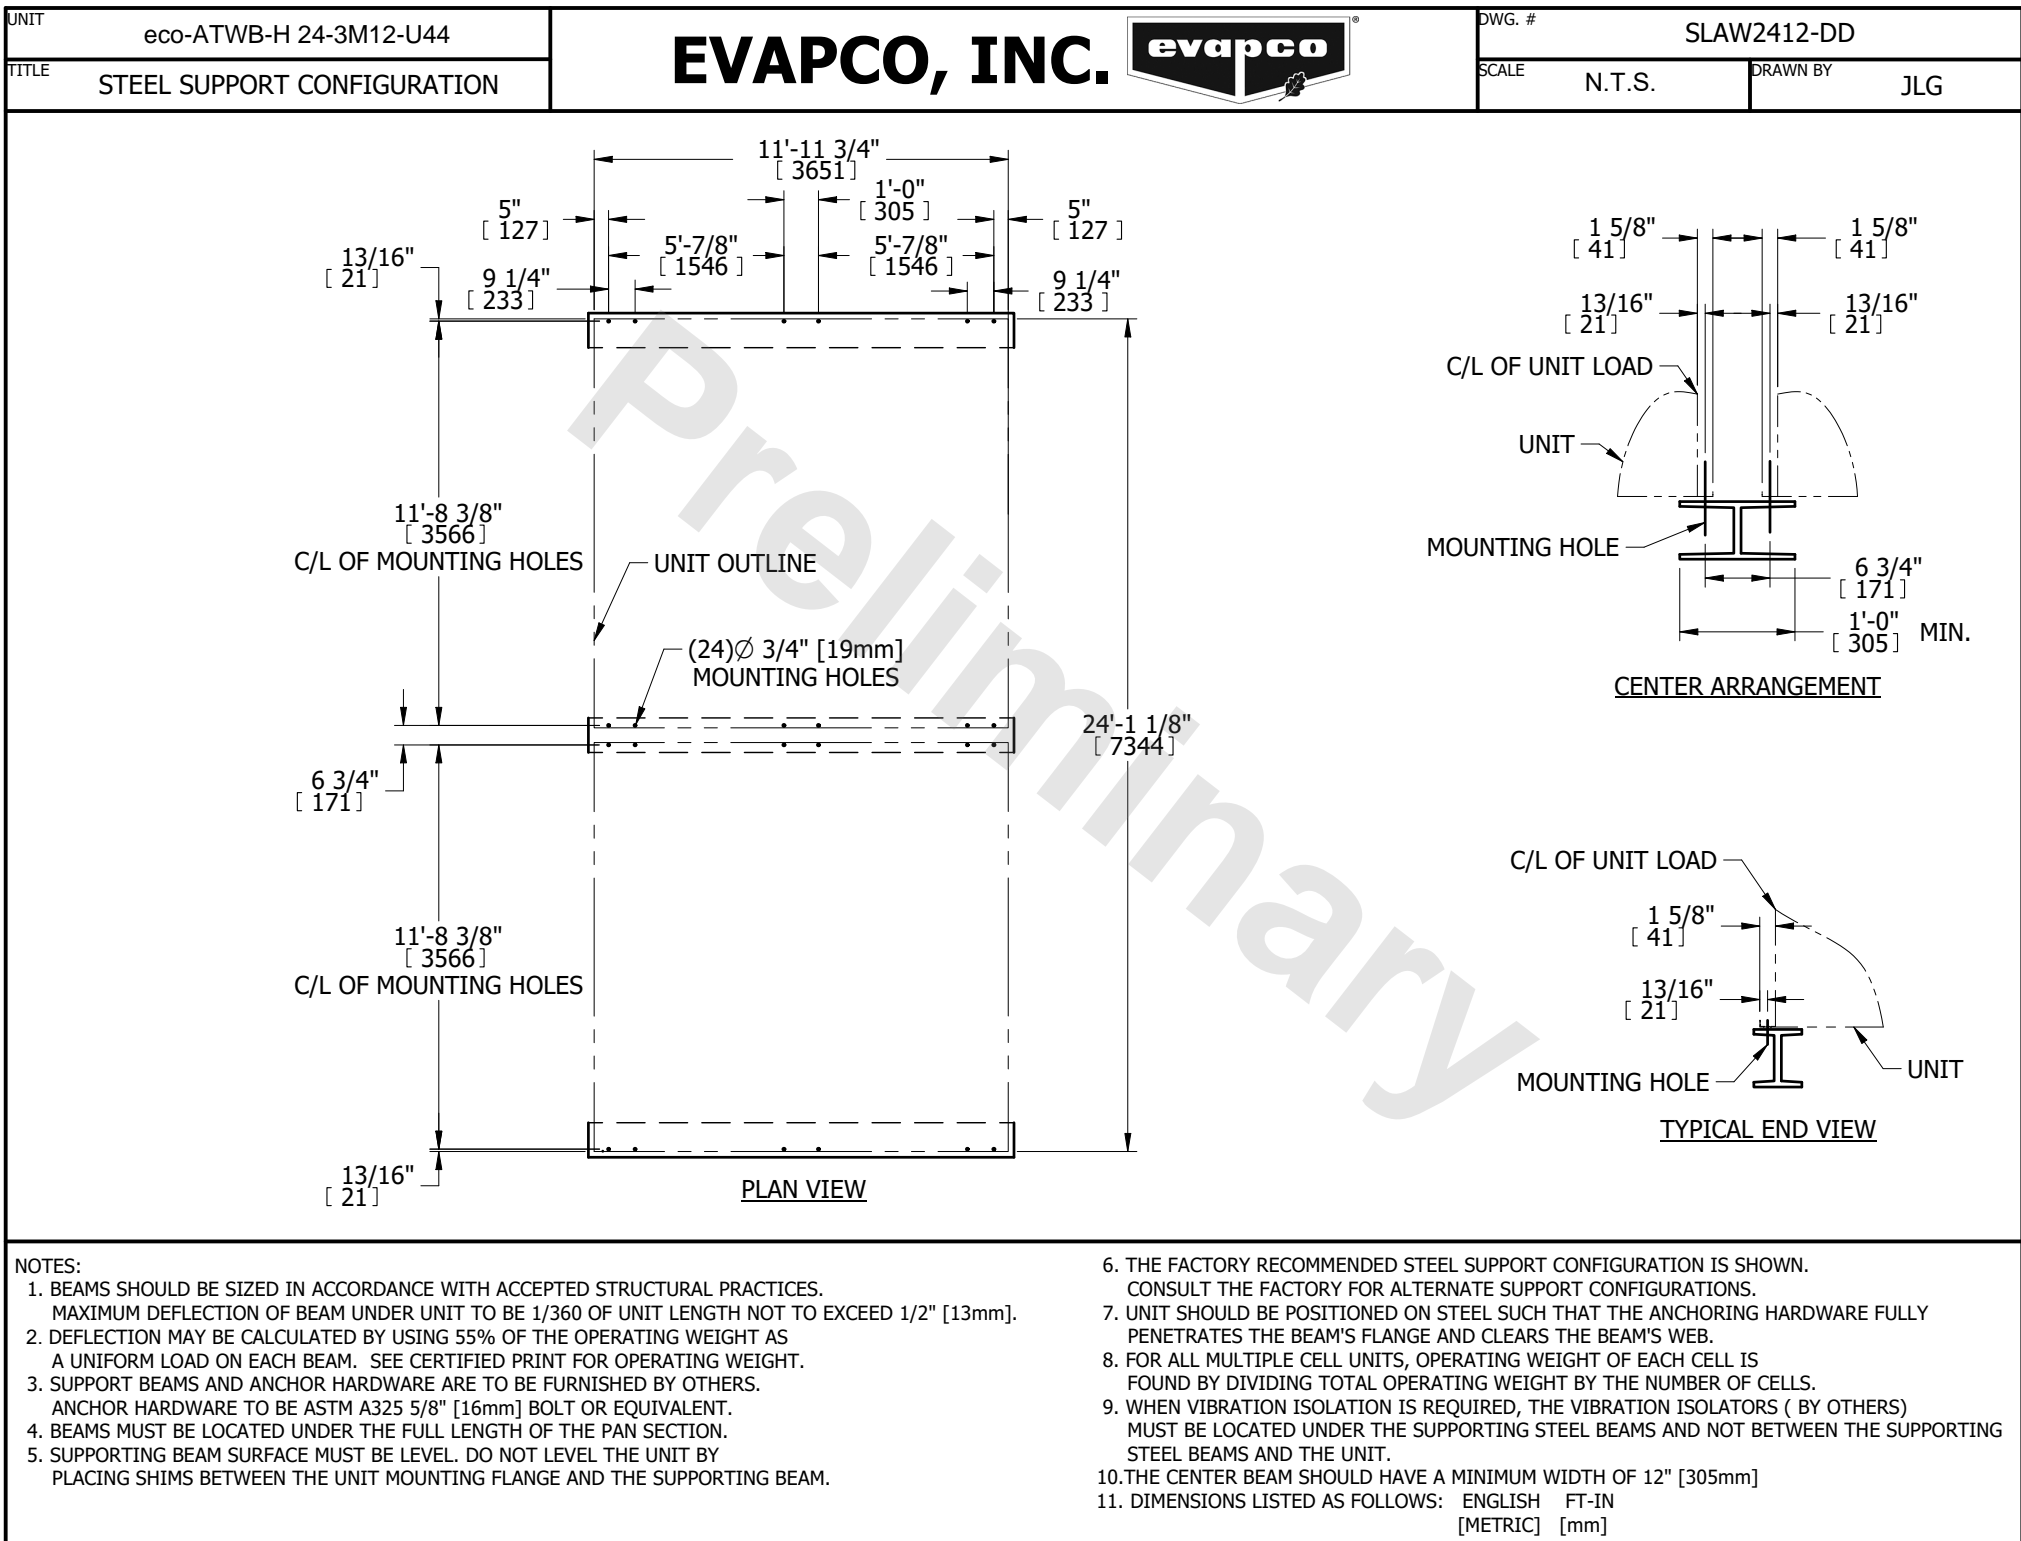 UNIT
eco-ATWB-H 24-3M12-U44
TITLE
STEEL SUPPORT CONFIGURATION
EVAPCO, INC.
evapco
®
DWG. #
SLAW2412-DD
SCALE
N.T.S.
DRAWN BY
JLG
11'-11 3/4"
[ 3651 ]
1'-0"
[ 305 ]
5"
[ 127 ]
5"
[ 127 ]
5'-7/8"
[ 1546 ]
5'-7/8"
[ 1546 ]
13/16"
[ 21 ]
9 1/4"
[ 233 ]
9 1/4"
[ 233 ]
11'-8 3/8"
[ 3566 ]
C/L OF MOUNTING HOLES
UNIT OUTLINE
(24)Ø 3/4" [19mm]
MOUNTING HOLES
24'-1 1/8"
[ 7344 ]
6 3/4"
[ 171 ]
11'-8 3/8"
[ 3566 ]
C/L OF MOUNTING HOLES
13/16"
[ 21 ]
PLAN VIEW
Preliminary
1 5/8"
[ 41 ]
1 5/8"
[ 41 ]
13/16"
[ 21 ]
13/16"
[ 21 ]
C/L OF UNIT LOAD
UNIT
MOUNTING HOLE
6 3/4"
[ 171 ]
1'-0"
[ 305 ] MIN.
CENTER ARRANGEMENT
C/L OF UNIT LOAD
1 5/8"
[ 41 ]
13/16"
[ 21 ]
MOUNTING HOLE
UNIT
TYPICAL END VIEW
NOTES:
1. BEAMS SHOULD BE SIZED IN ACCORDANCE WITH ACCEPTED STRUCTURAL PRACTICES.
MAXIMUM DEFLECTION OF BEAM UNDER UNIT TO BE 1/360 OF UNIT LENGTH NOT TO EXCEED 1/2" [13mm].
2. DEFLECTION MAY BE CALCULATED BY USING 55% OF THE OPERATING WEIGHT AS
A UNIFORM LOAD ON EACH BEAM. SEE CERTIFIED PRINT FOR OPERATING WEIGHT.
3. SUPPORT BEAMS AND ANCHOR HARDWARE ARE TO BE FURNISHED BY OTHERS.
ANCHOR HARDWARE TO BE ASTM A325 5/8" [16mm] BOLT OR EQUIVALENT.
4. BEAMS MUST BE LOCATED UNDER THE FULL LENGTH OF THE PAN SECTION.
5. SUPPORTING BEAM SURFACE MUST BE LEVEL. DO NOT LEVEL THE UNIT BY
PLACING SHIMS BETWEEN THE UNIT MOUNTING FLANGE AND THE SUPPORTING BEAM.
6. THE FACTORY RECOMMENDED STEEL SUPPORT CONFIGURATION IS SHOWN.
CONSULT THE FACTORY FOR ALTERNATE SUPPORT CONFIGURATIONS.
7. UNIT SHOULD BE POSITIONED ON STEEL SUCH THAT THE ANCHORING HARDWARE FULLY
PENETRATES THE BEAM'S FLANGE AND CLEARS THE BEAM'S WEB.
8. FOR ALL MULTIPLE CELL UNITS, OPERATING WEIGHT OF EACH CELL IS
FOUND BY DIVIDING TOTAL OPERATING WEIGHT BY THE NUMBER OF CELLS.
9. WHEN VIBRATION ISOLATION IS REQUIRED, THE VIBRATION ISOLATORS ( BY OTHERS)
MUST BE LOCATED UNDER THE SUPPORTING STEEL BEAMS AND NOT BETWEEN THE SUPPORTING
STEEL BEAMS AND THE UNIT.
10.THE CENTER BEAM SHOULD HAVE A MINIMUM WIDTH OF 12" [305mm]
11. DIMENSIONS LISTED AS FOLLOWS: ENGLISH FT-IN
[METRIC] [mm]